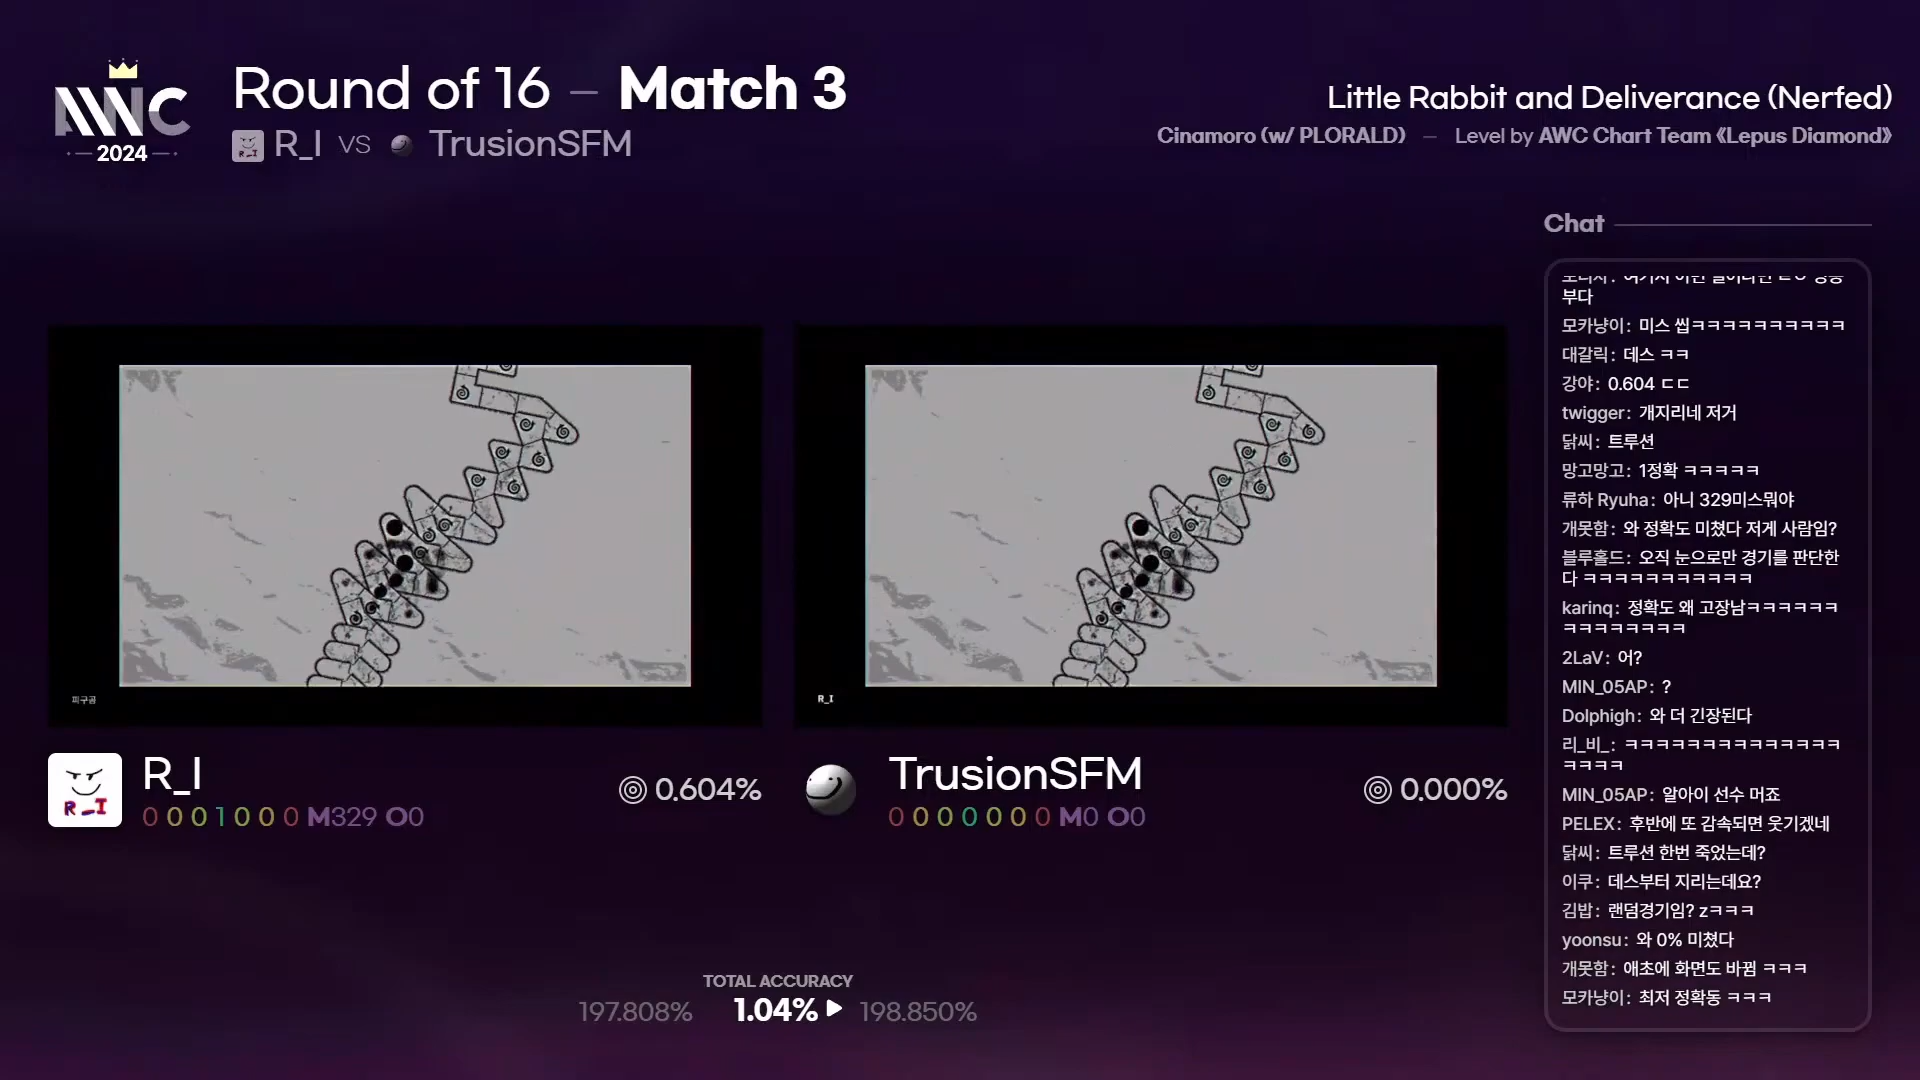 AWC
2024
Round of 16 – Match 3
R_I VS TrusionSFM
Little Rabbit and Deliverance (Nerfed)
Cinamoro (w/ PLORALD) – Level by AWC Chart Team《Lepus Diamond》
피구공
R_I
R_I
R_I
0 0 0 1 0 0 0 M329 O0
0.604%
TrusionSFM
0 0 0 0 0 0 0 M0 O0
0.000%
TOTAL ACCURACY
197.808% 1.04% 198.850%
Chat
부다
모카냥이: 미스 씹ㅋㅋㅋㅋㅋㅋㅋㅋㅋㅋ
대갈릭: 데스 ㅋㅋ
강야: 0.604 ㄷㄷ
twigger: 개지리네 저거
닭씨: 트루션
망고망고: 1정확 ㅋㅋㅋㅋㅋ
류하 Ryuha: 아니 329미스뭐야
개못함: 와 정확도 미쳤다 저게 사람임?
블루홀드: 오직 눈으로만 경기를 판단한
다 ㅋㅋㅋㅋㅋㅋㅋㅋㅋㅋㅋ
karinq: 정확도 왜 고장남ㅋㅋㅋㅋㅋㅋ
ㅋㅋㅋㅋㅋㅋㅋㅋ
2LaV: 어?
MIN_05AP: ?
Dolphigh: 와 더 긴장된다
리_비_: ㅋㅋㅋㅋㅋㅋㅋㅋㅋㅋㅋㅋㅋㅋ
ㅋㅋㅋㅋ
MIN_05AP: 알아이 선수 머죠
PELEX: 후반에 또 감속되면 웃기겠네
닭씨: 트루션 한번 죽었는데?
이쿠: 데스부터 지리는데요?
김밥: 랜덤경기임? zㅋㅋㅋ
yoonsu: 와 0% 미쳤다
개못함: 애초에 화면도 바뀜 ㅋㅋㅋ
모카냥이: 최저 정확동 ㅋㅋㅋ